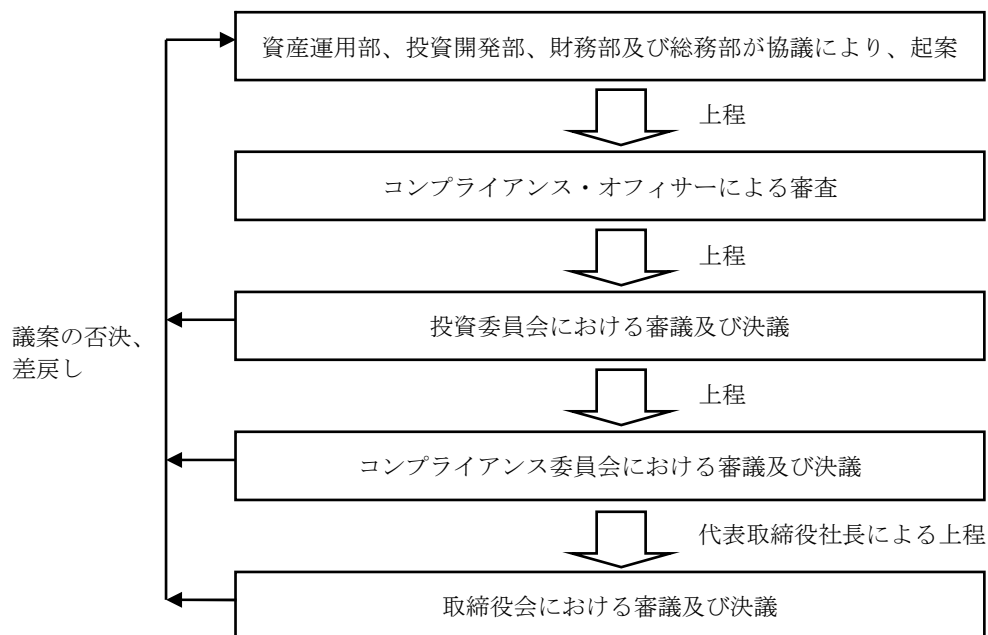 資産運用部、投資開発部、財務部及び総務部が協議により、起案
上程
コンプライアンス・オフィサーによる審査
上程
投資委員会における審議及び決議
議案の否決、
差戻し
上程
コンプライアンス委員会における審議及び決議
代表取締役社長による上程
取締役会における審議及び決議